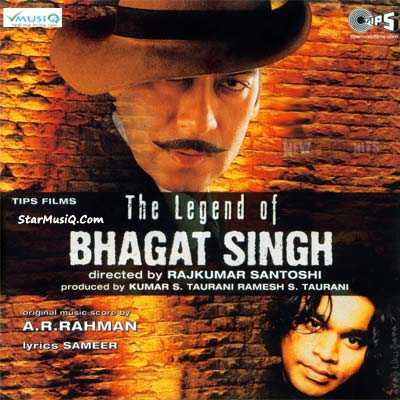 VMUSIQ
TIPS
TIPS FILMS
StarMusiQ.Com
The Legend of
BHAGAT SINGH
directed by RAJKUMAR SANTOSHI
produced by KUMAR S. TAURANI RAMESH S. TAURANI
original music score by
A.R.RAHMAN
lyrics SAMEER